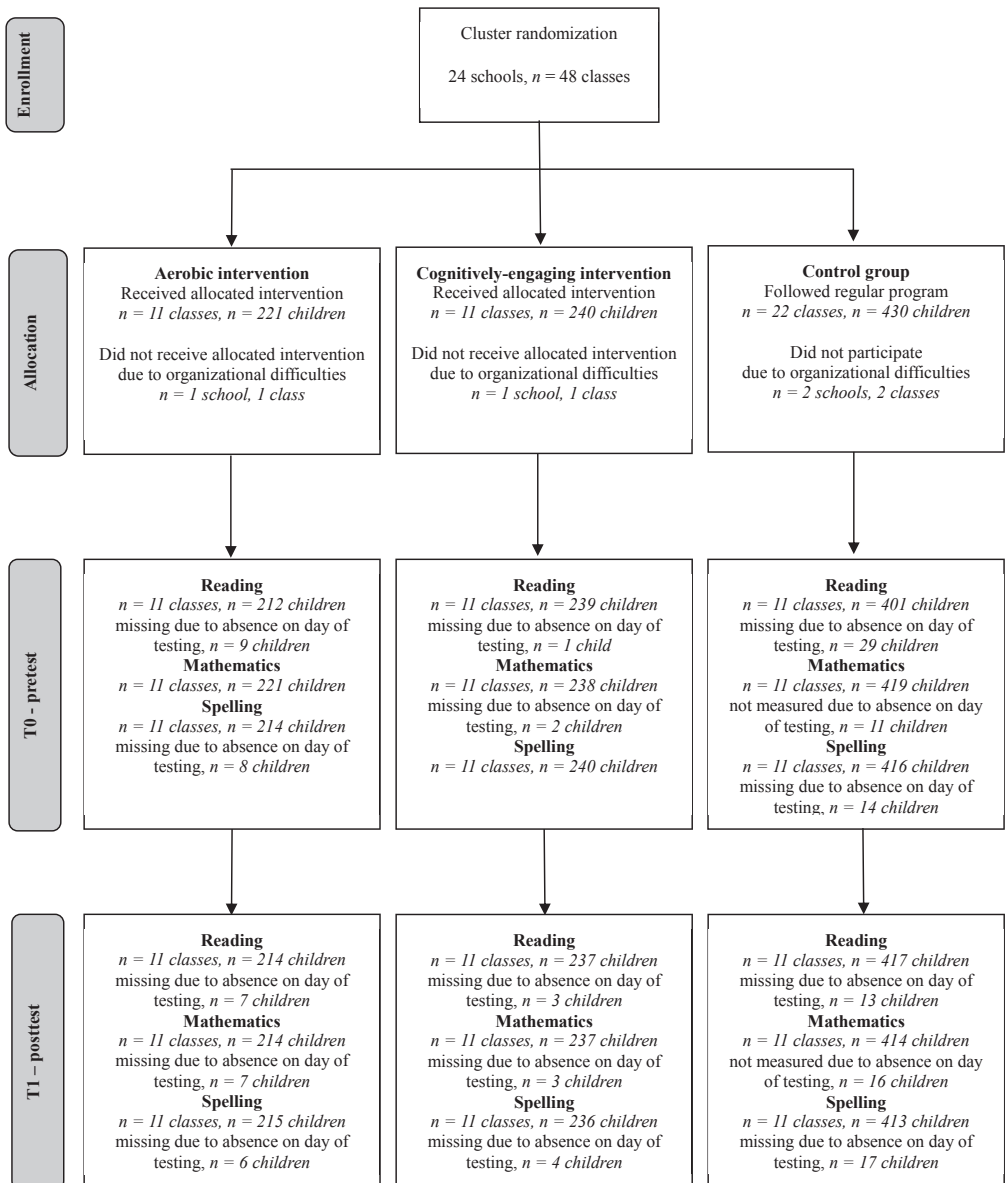 Enrollment
Cluster randomization
24 schools, n = 48 classes
Allocation
Aerobic intervention
Received allocated intervention
n = 11 classes, n = 221 children
Did not receive allocated intervention
due to organizational difficulties
n = 1 school, 1 class
Cognitively-engaging intervention
Received allocated intervention
n = 11 classes, n = 240 children
Did not receive allocated intervention
due to organizational difficulties
n = 1 school, 1 class
Control group
Followed regular program
n = 22 classes, n = 430 children
Did not participate
due to organizational difficulties
n = 2 schools, 2 classes
T0 - pretest
Reading
n = 11 classes, n = 212 children
missing due to absence on day of
testing, n = 9 children
Mathematics
n = 11 classes, n = 221 children
Spelling
n = 11 classes, n = 214 children
missing due to absence on day of
testing, n = 8 children
Reading
n = 11 classes, n = 239 children
missing due to absence on day of
testing, n = 1 child
Mathematics
n = 11 classes, n = 238 children
missing due to absence on day of
testing, n = 2 children
Spelling
n = 11 classes, n = 240 children
Reading
n = 11 classes, n = 401 children
missing due to absence on day of
testing, n = 29 children
Mathematics
n = 11 classes, n = 419 children
not measured due to absence on day
of testing, n = 11 children
Spelling
n = 11 classes, n = 416 children
missing due to absence on day of
testing, n = 14 children
T1 – posttest
Reading
n = 11 classes, n = 214 children
missing due to absence on day of
testing, n = 7 children
Mathematics
n = 11 classes, n = 214 children
missing due to absence on day of
testing, n = 7 children
Spelling
n = 11 classes, n = 215 children
missing due to absence on day of
testing, n = 6 children
Reading
n = 11 classes, n = 237 children
missing due to absence on day of
testing, n = 3 children
Mathematics
n = 11 classes, n = 237 children
missing due to absence on day of
testing, n = 3 children
Spelling
n = 11 classes, n = 236 children
missing due to absence on day of
testing, n = 4 children
Reading
n = 11 classes, n = 417 children
missing due to absence on day of
testing, n = 13 children
Mathematics
n = 11 classes, n = 414 children
not measured due to absence on day
of testing, n = 16 children
Spelling
n = 11 classes, n = 413 children
missing due to absence on day of
testing, n = 17 children